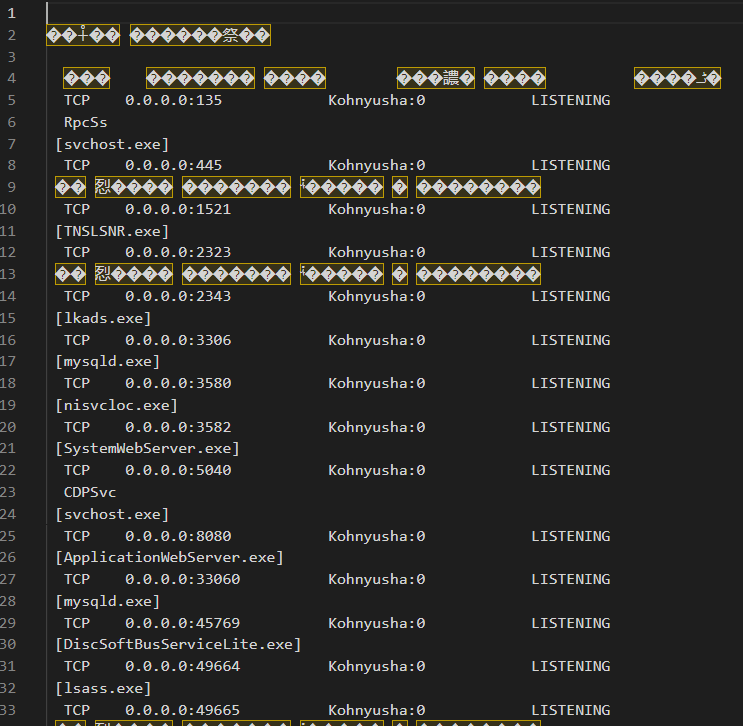 1
2 ��╪�� ������祭��
3
4 ��� ������� ���� ���譨� ���� ����ﾆ�
5 TCP 0.0.0.0:135 Kohnyusha:0 LISTENING
6 RpcSs
7 [svchost.exe]
8 TCP 0.0.0.0:445 Kohnyusha:0 LISTENING
9
10 TCP 0.0.0.0:1521 Kohnyusha:0 LISTENING
11 [TNSLSNR.exe]
12 TCP 0.0.0.0:2323 Kohnyusha:0 LISTENING
13
14 TCP 0.0.0.0:2343 Kohnyusha:0 LISTENING
15 [lkads.exe]
16 TCP 0.0.0.0:3306 Kohnyusha:0 LISTENING
17 [mysqld.exe]
18 TCP 0.0.0.0:3580 Kohnyusha:0 LISTENING
19 [nisvcloc.exe]
20 TCP 0.0.0.0:3582 Kohnyusha:0 LISTENING
21 [SystemWebServer.exe]
22 TCP 0.0.0.0:5040 Kohnyusha:0 LISTENING
23 CDPSvc
24 [svchost.exe]
25 TCP 0.0.0.0:8080 Kohnyusha:0 LISTENING
26 [ApplicationWebServer.exe]
27 TCP 0.0.0.0:33060 Kohnyusha:0 LISTENING
28 [mysqld.exe]
29 TCP 0.0.0.0:45769 Kohnyusha:0 LISTENING
30 [DiscSoftBusServiceLite.exe]
31 TCP 0.0.0.0:49664 Kohnyusha:0 LISTENING
32 [lsass.exe]
33 TCP 0.0.0.0:49665 Kohnyusha:0 LISTENING